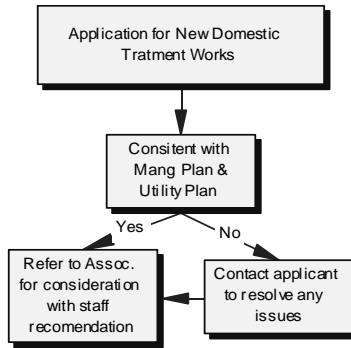 Application for New Domestic
Tratment Works
Consitent with
Mang Plan &
Utility Plan
Yes
No
Refer to Assoc.
for consideration
with staff
recomendation
Contact applicant
to resolve any
issues